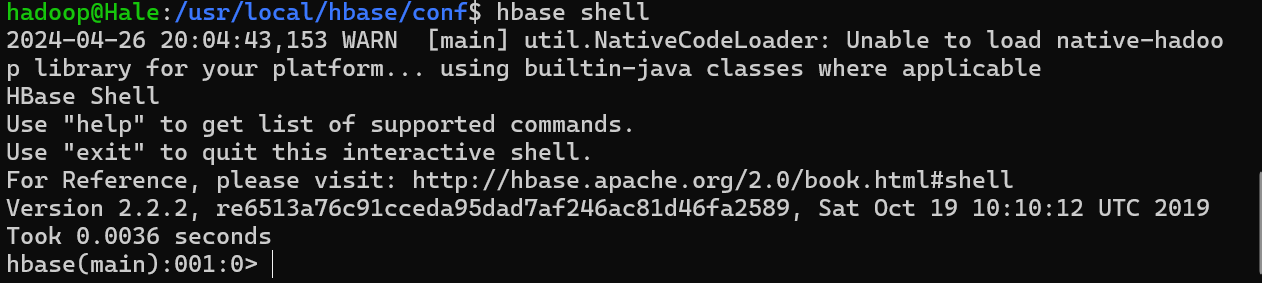 hadoop@Hale:/usr/local/hbase/conf$ hbase shell
2024-04-26 20:04:43,153 WARN  [main] util.NativeCodeLoader: Unable to load native-hadoo
p library for your platform... using builtin-java classes where applicable
HBase Shell
Use "help" to get list of supported commands.
Use "exit" to quit this interactive shell.
For Reference, please visit: http://hbase.apache.org/2.0/book.html#shell
Version 2.2.2, re6513a76c91cceda95dad7af246ac81d46fa2589, Sat Oct 19 10:10:12 UTC 2019
Took 0.0036 seconds
hbase(main):001:0>